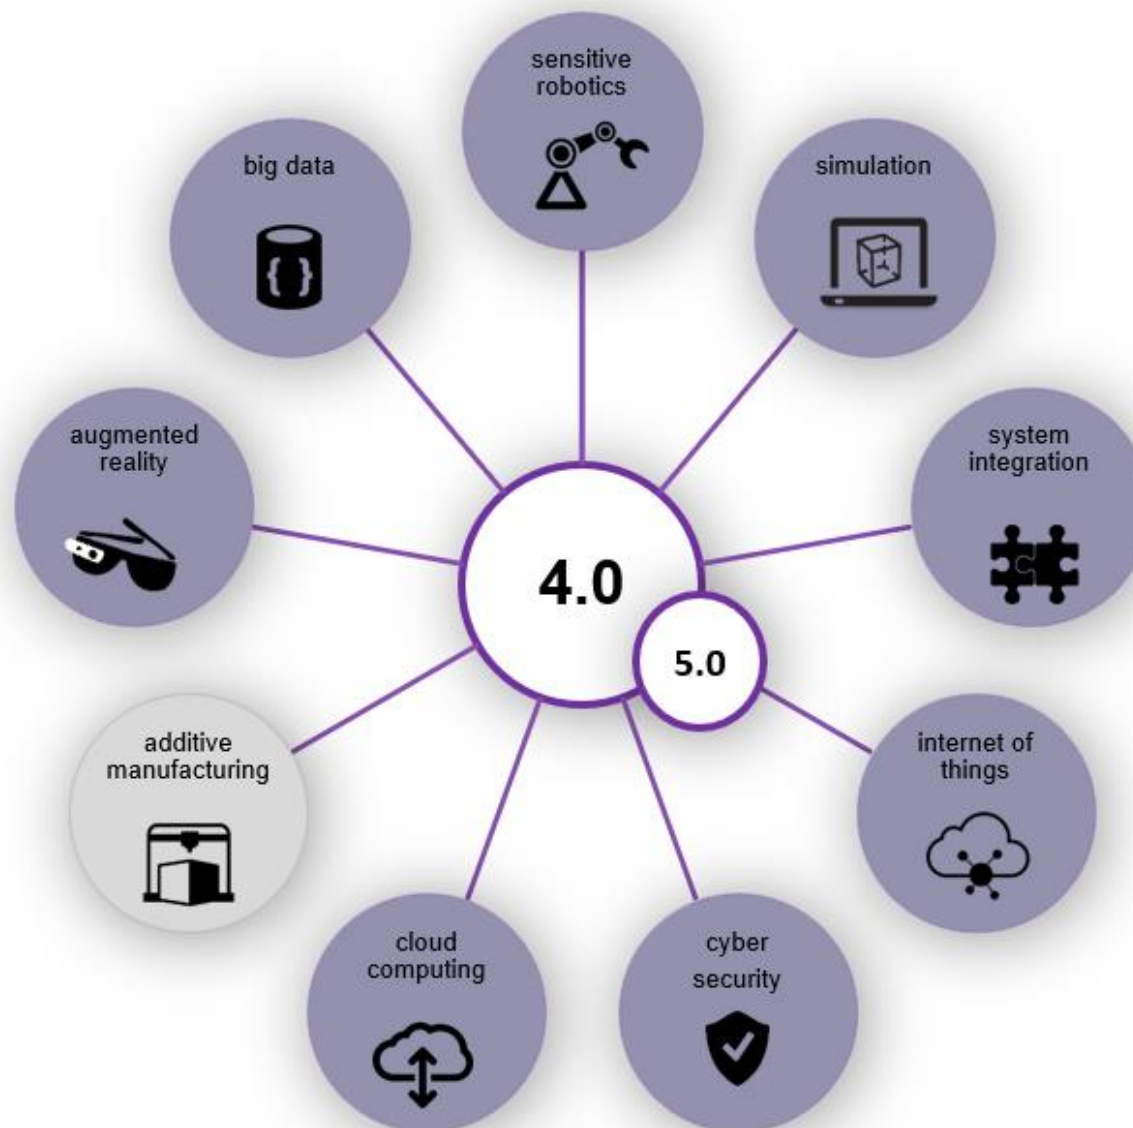 sensitive
robotics
big data
simulation
augmented
reality
system
integration
4.0
5.0
additive
manufacturing
internet of
things
cloud
computing
cyber
security